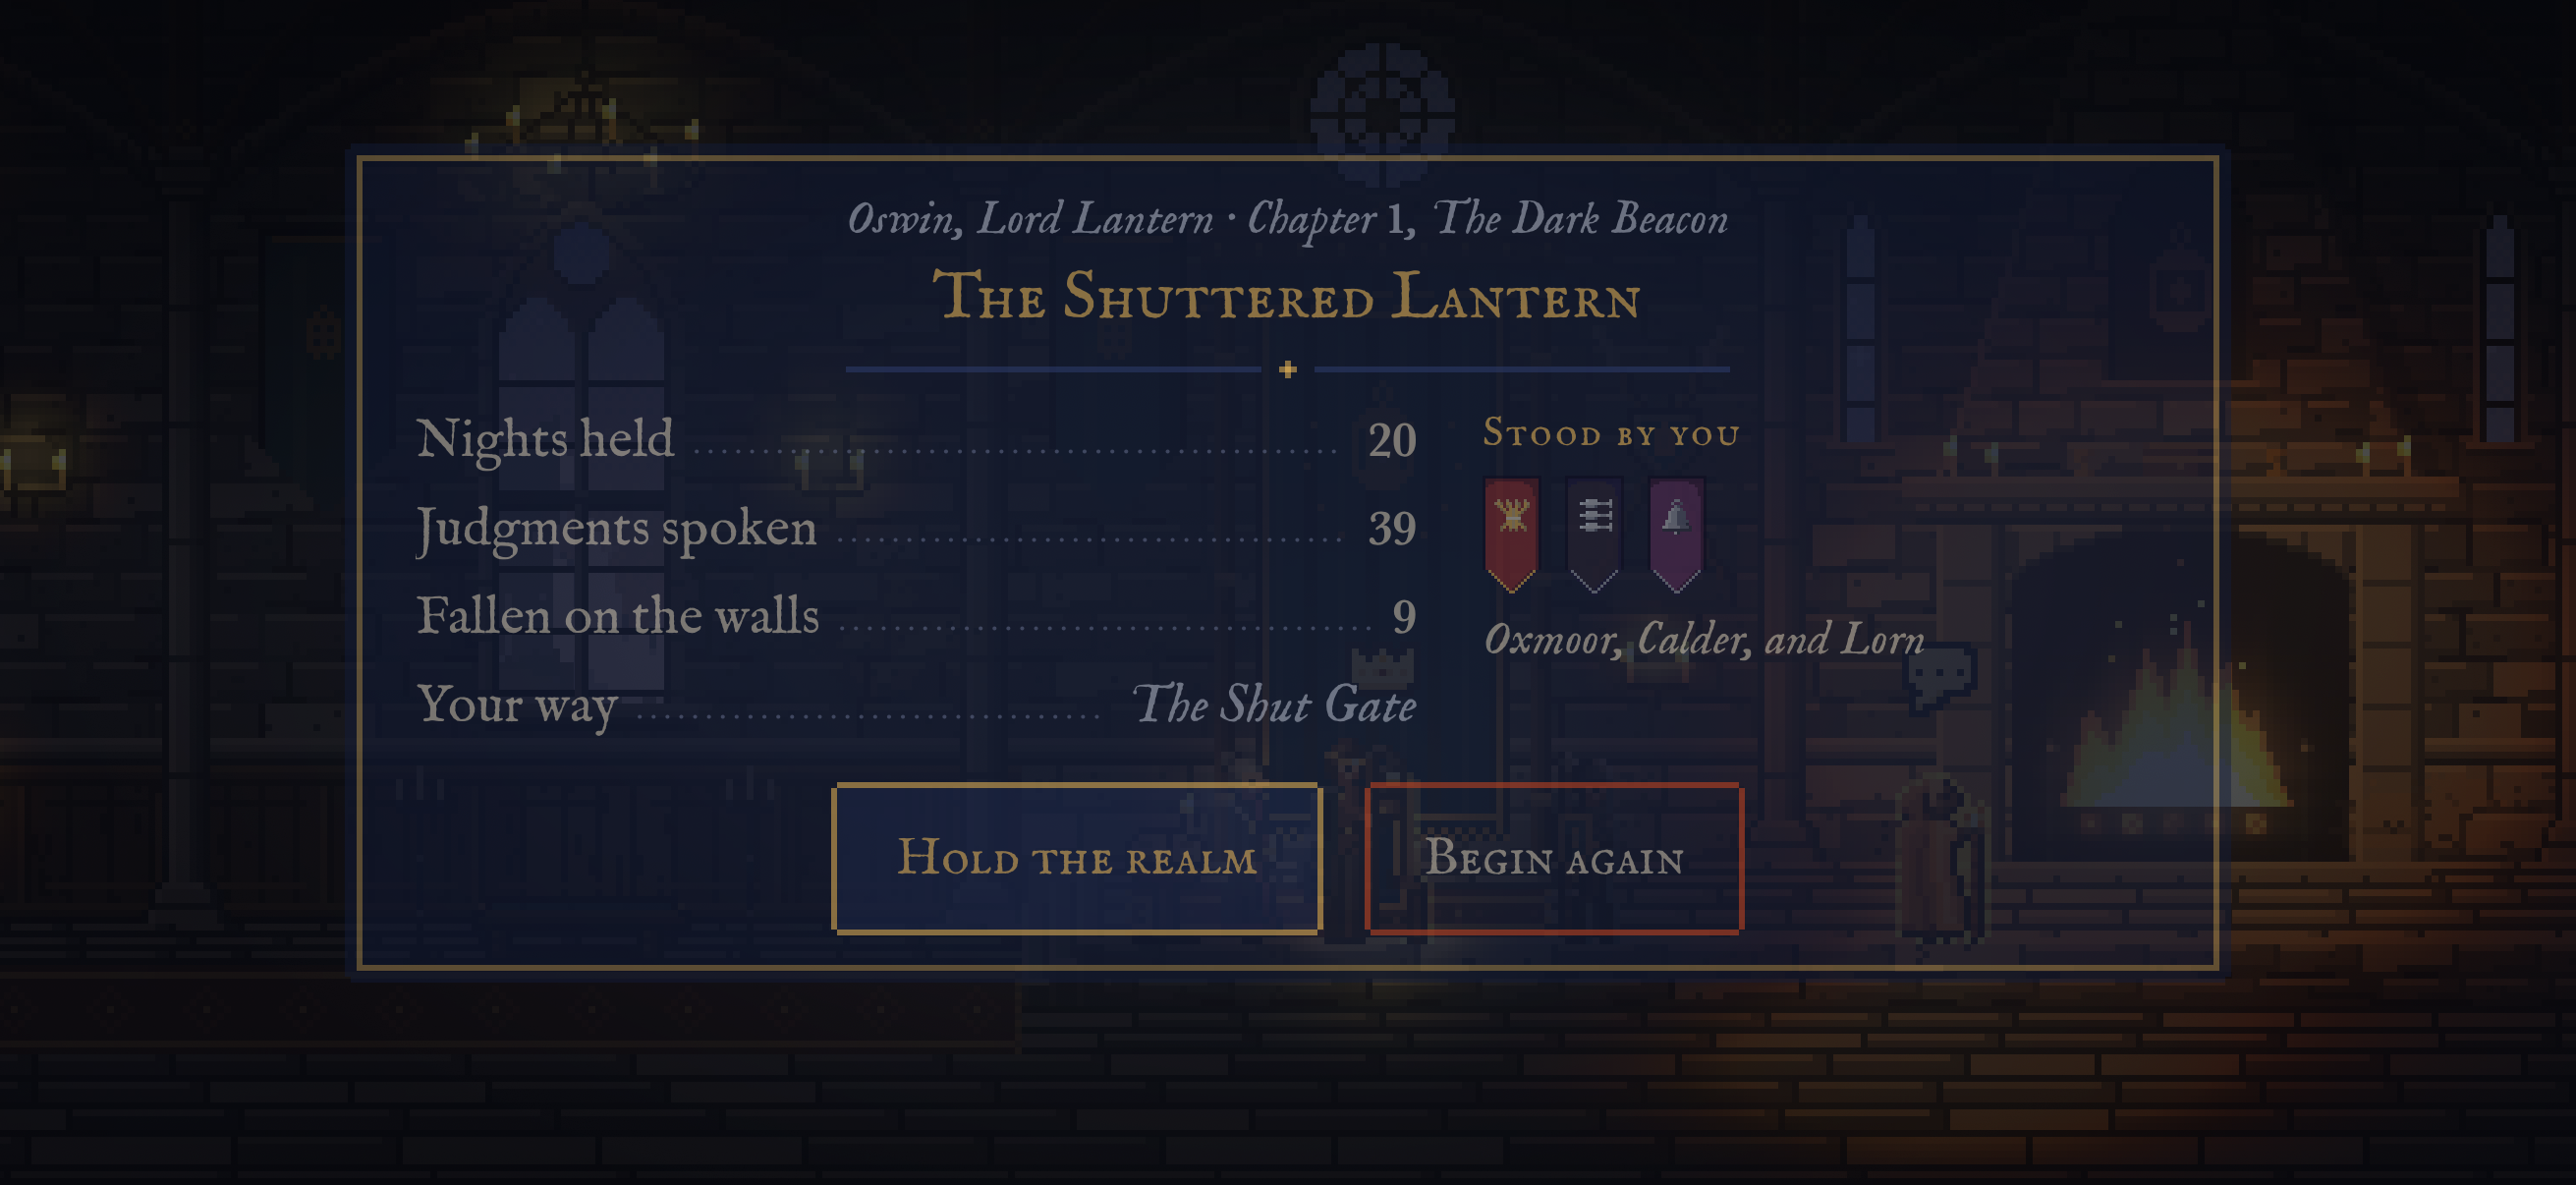 Oswin, Lord Lantern · Chapter 1, The Dark Beacon
The Shuttered Lantern
Nights held 20
Judgments spoken 39
Fallen on the walls 9
Your way The Shut Gate
Stood by you
Oxmoor, Calder, and Lorn
Hold the realm
Begin again